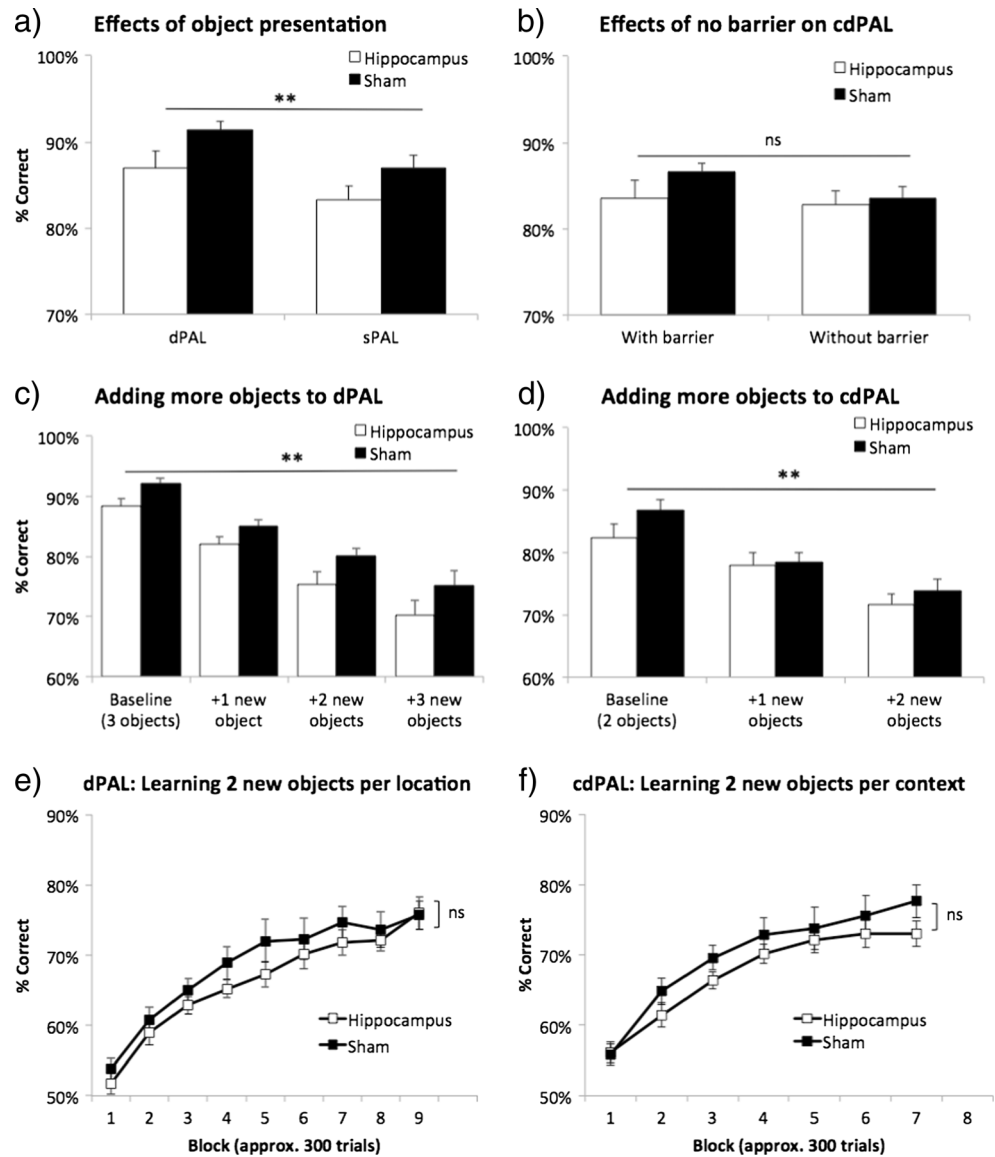 a) Effects of object presentation
100%
90%
80%
70%
% Correct
Hippocampus
Sham
**
dPAL sPAL
b) Effects of no barrier on cdPAL
100%
90%
80%
70%
Hippocampus
Sham
ns
With barrier Without barrier
c) Adding more objects to dPAL
100%
90%
80%
70%
60%
% Correct
Hippocampus
Sham
**
Baseline +1 new +2 new +3 new
(3 objects) object objects objects
d) Adding more objects to cdPAL
100%
90%
80%
70%
60%
Hippocampus
Sham
**
Baseline +1 new +2 new
(2 objects) objects objects
e) dPAL: Learning 2 new objects per location
90%
80%
70%
60%
50%
% Correct
ns
Hippocampus
Sham
1 2 3 4 5 6 7 8 9
Block (approx. 300 trials)
f) cdPAL: Learning 2 new objects per context
90%
80%
70%
60%
50%
% Correct
ns
Hippocampus
Sham
1 2 3 4 5 6 7 8
Block (approx. 300 trials)